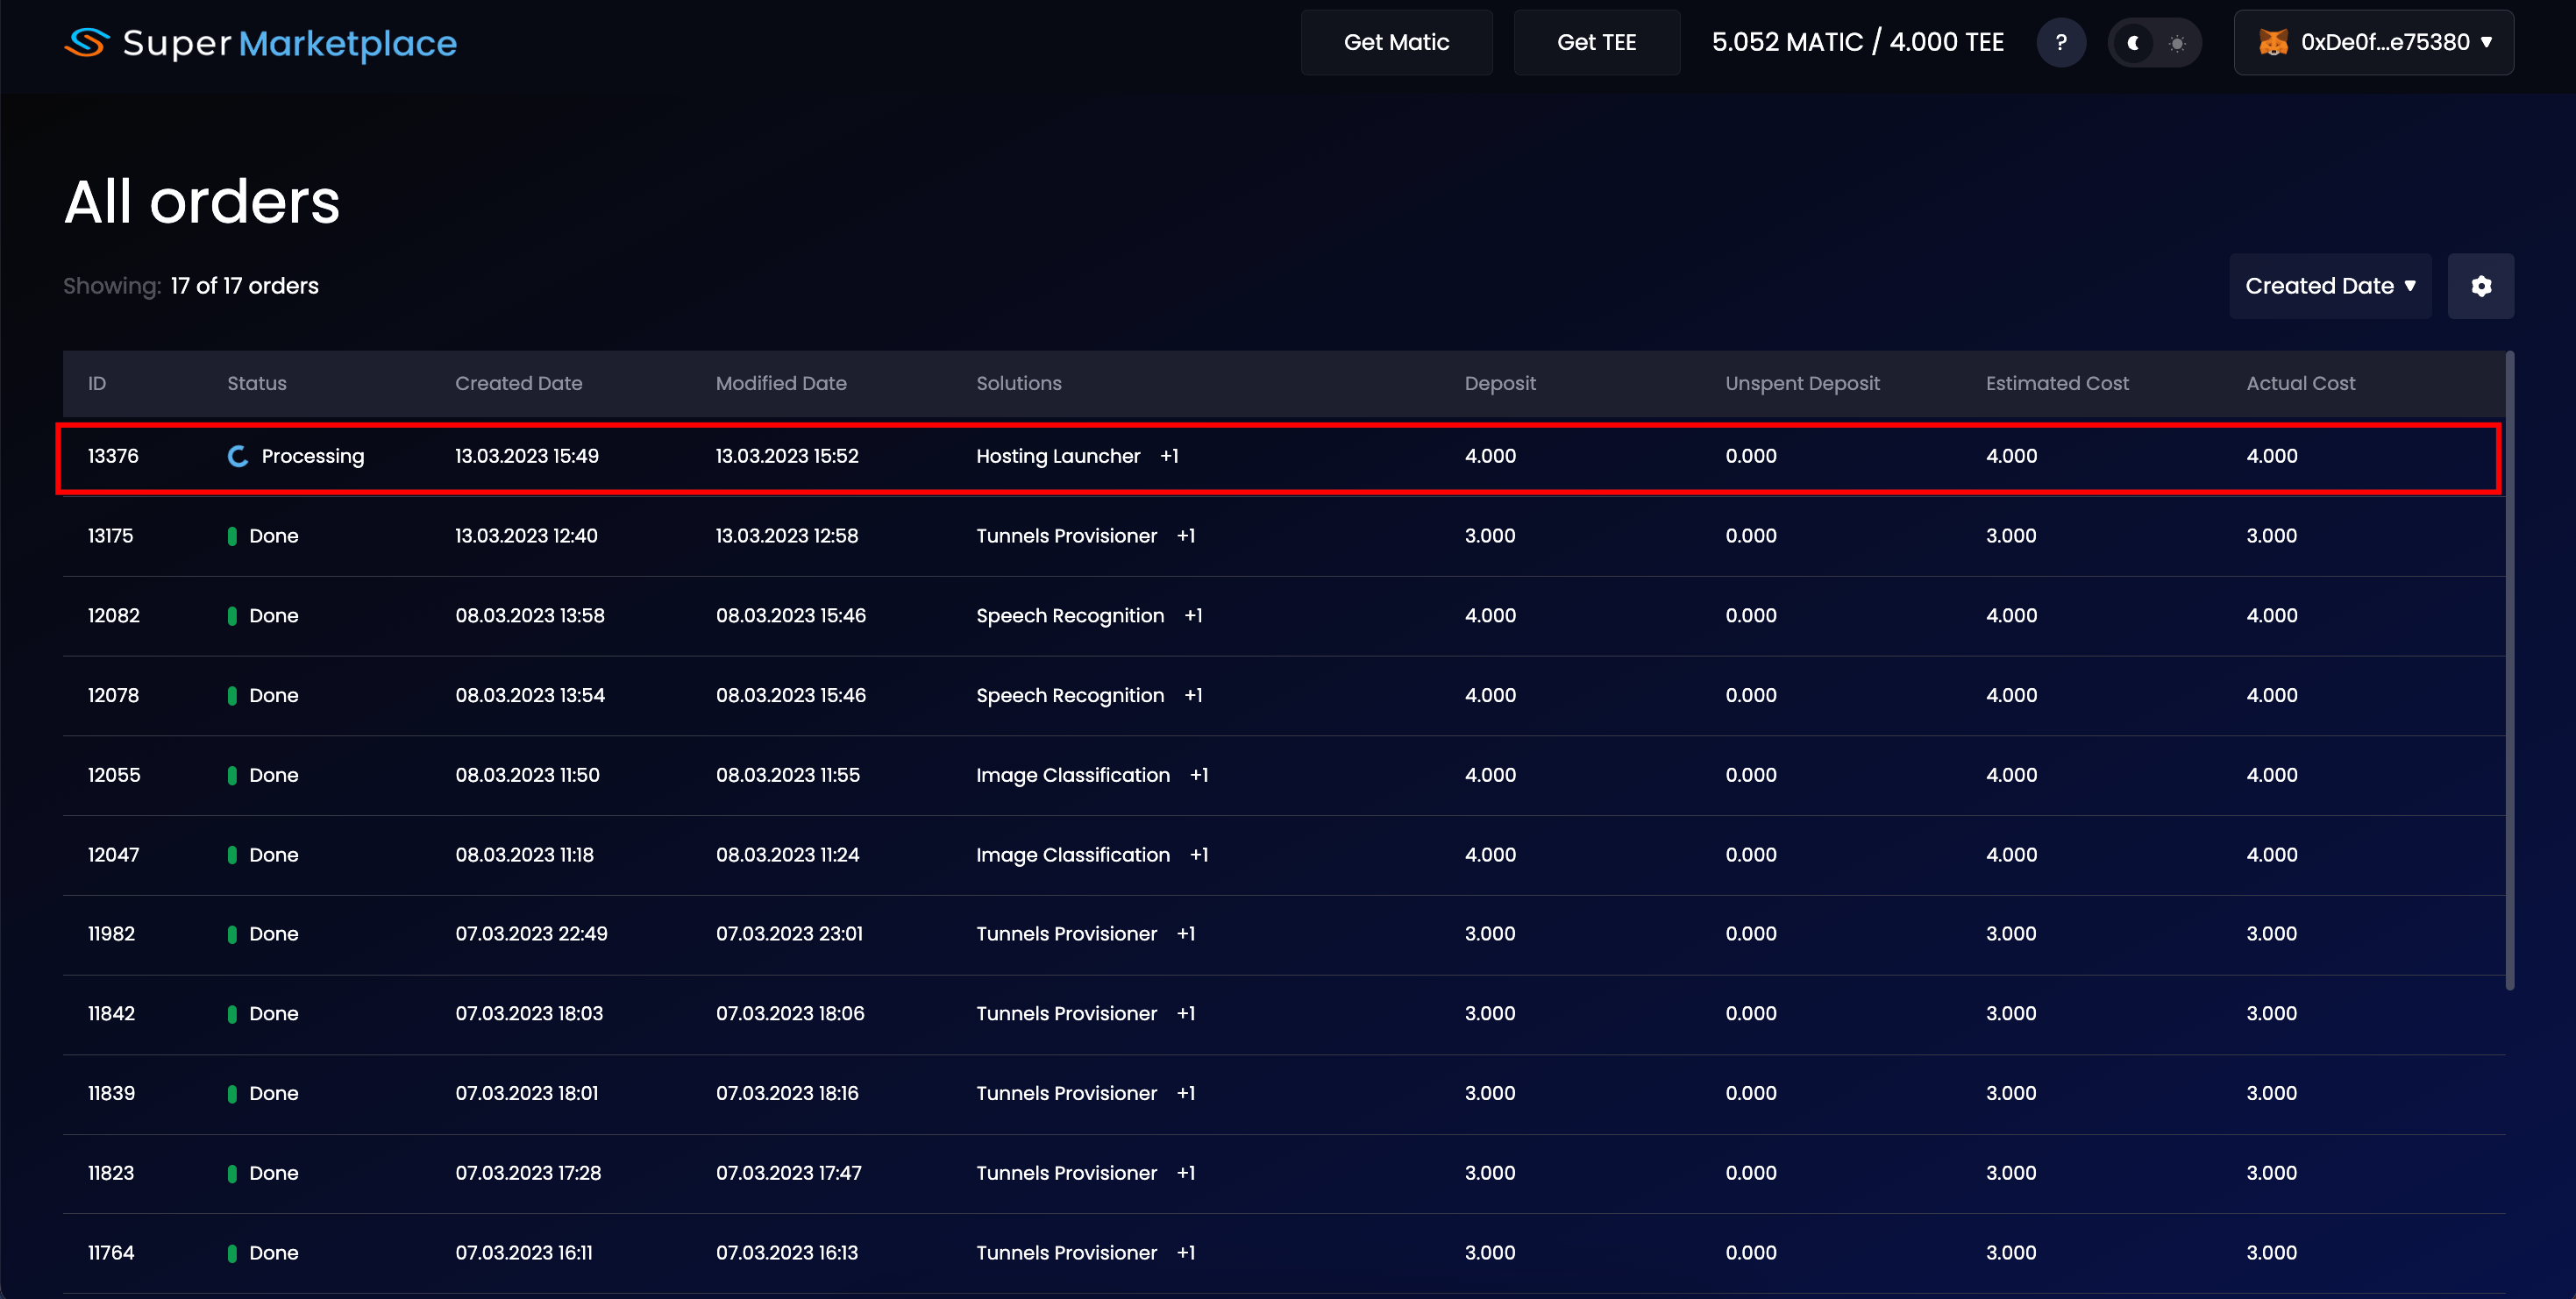 Super Marketplace Get Matic Get TEE 5.052 MATIC / 4.000 TEE ? 0xDe0f...e75380
All orders
Showing: 17 of 17 orders Created Date
ID Status Created Date Modified Date Solutions Deposit Unspent Deposit Estimated Cost Actual Cost
13376 Processing 13.03.2023 15:49 13.03.2023 15:52 Hosting Launcher +1 4.000 0.000 4.000 4.000
13175 Done 13.03.2023 12:40 13.03.2023 12:58 Tunnels Provisioner +1 3.000 0.000 3.000 3.000
12082 Done 08.03.2023 13:58 08.03.2023 15:46 Speech Recognition +1 4.000 0.000 4.000 4.000
12078 Done 08.03.2023 13:54 08.03.2023 15:46 Speech Recognition +1 4.000 0.000 4.000 4.000
12055 Done 08.03.2023 11:50 08.03.2023 11:55 Image Classification +1 4.000 0.000 4.000 4.000
12047 Done 08.03.2023 11:18 08.03.2023 11:24 Image Classification +1 4.000 0.000 4.000 4.000
11982 Done 07.03.2023 22:49 07.03.2023 23:01 Tunnels Provisioner +1 3.000 0.000 3.000 3.000
11842 Done 07.03.2023 18:03 07.03.2023 18:06 Tunnels Provisioner +1 3.000 0.000 3.000 3.000
11839 Done 07.03.2023 18:01 07.03.2023 18:16 Tunnels Provisioner +1 3.000 0.000 3.000 3.000
11823 Done 07.03.2023 17:28 07.03.2023 17:47 Tunnels Provisioner +1 3.000 0.000 3.000 3.000
11764 Done 07.03.2023 16:11 07.03.2023 16:13 Tunnels Provisioner +1 3.000 0.000 3.000 3.000